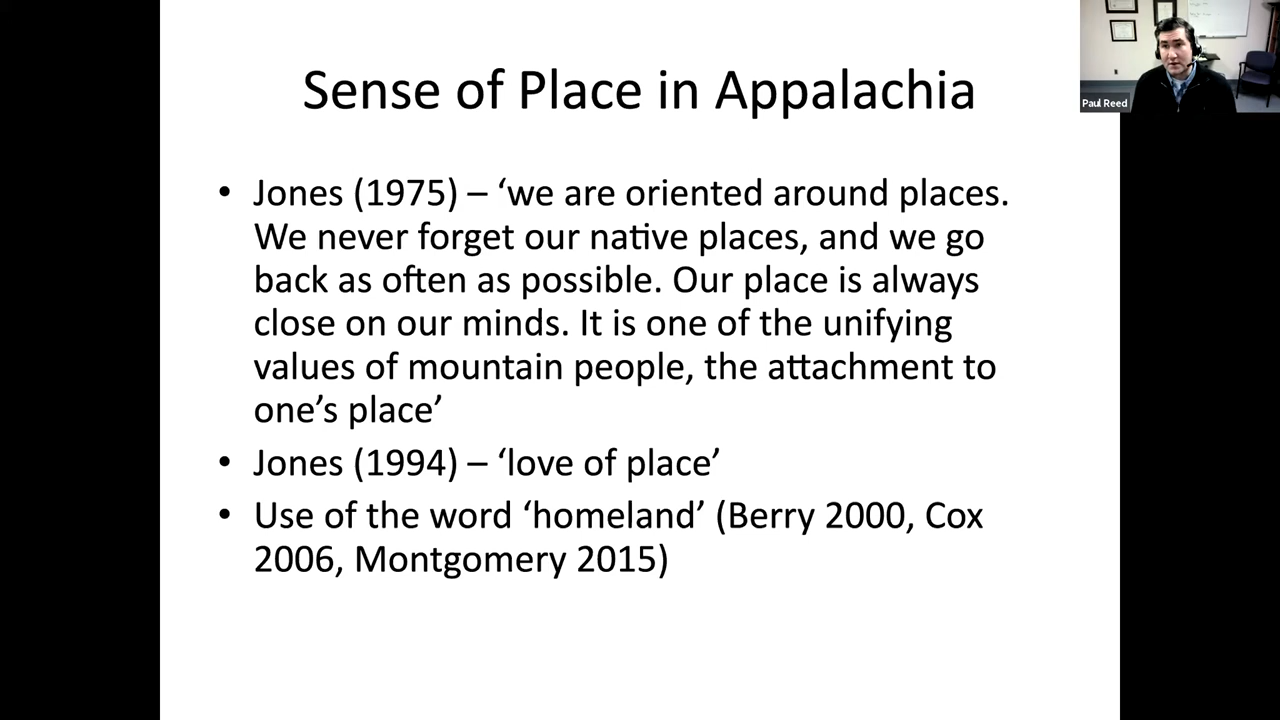 Sense of Place in Appalachia
Paul Reed
• Jones (1975) – ‘we are oriented around places.
We never forget our native places, and we go
back as often as possible. Our place is always
close on our minds. It is one of the unifying
values of mountain people, the attachment to
one’s place’
• Jones (1994) – ‘love of place’
• Use of the word ‘homeland’ (Berry 2000, Cox
2006, Montgomery 2015)